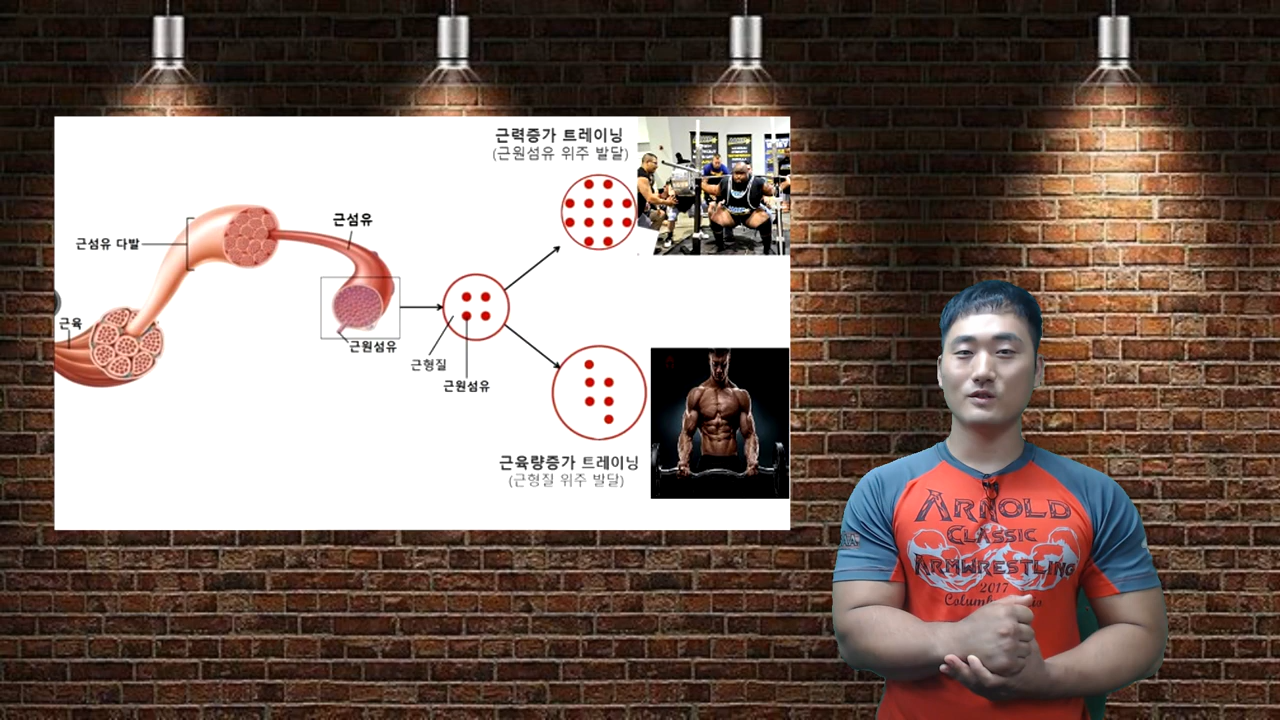 근력증가 트레이닝
(근원섬유 위주 발달)
근섬유
근섬유 다발
근육
근원섬유
근형질
근원섬유
근육량증가 트레이닝
(근형질 위주 발달)
ARNOLD
CLASSIC
ARMWRESTLING
2017